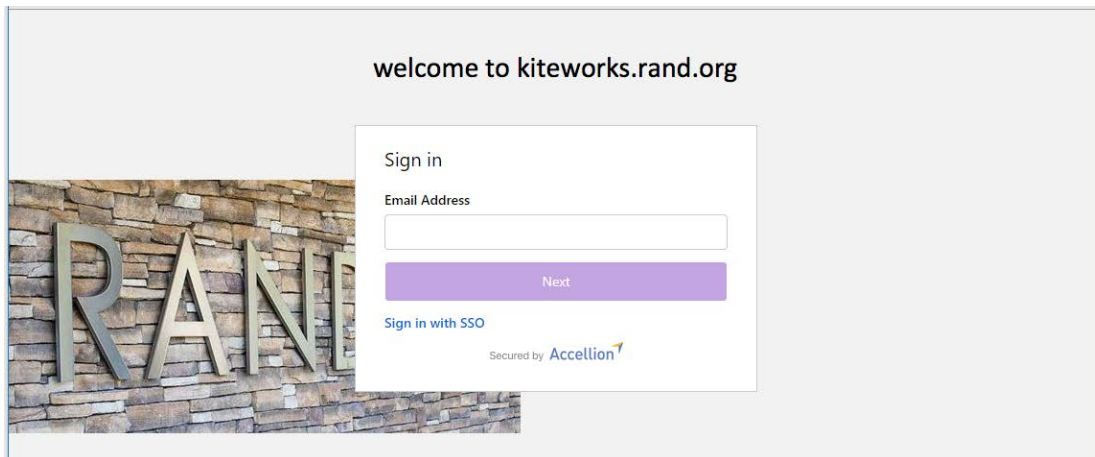 welcome to kiteworks.rand.org
Sign in
Email Address
Next
Sign in with SSO
Secured by Accellion
RAND